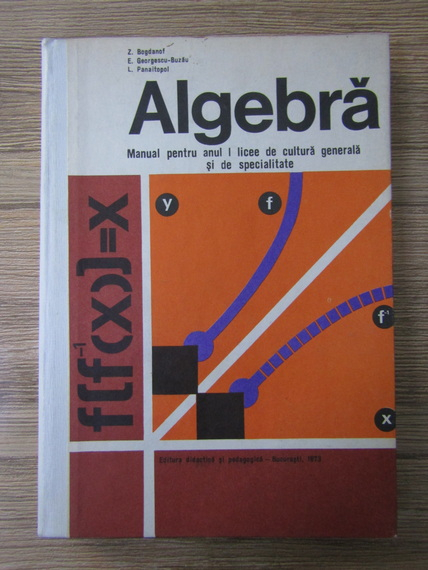 Z. Bogdanof
E. Georgescu-Buzău
L. Panaitopol
Algebră
Manual pentru anul I licee de cultură generală
și de specialitate
f[f⁻¹(x)]=x
y
f
f⁻¹
x
Editura didactică și pedagogică - București, 1973